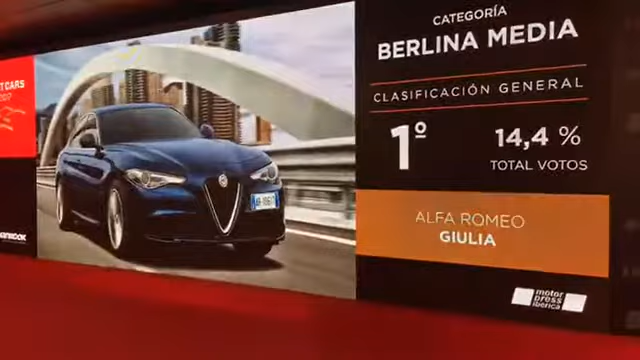 CATEGORÍA
BERLINA MEDIA
CLASIFICACIÓN GENERAL
1º
14,4 %
TOTAL VOTOS
ALFA ROMEO
GIULIA
motor
press
ibérica